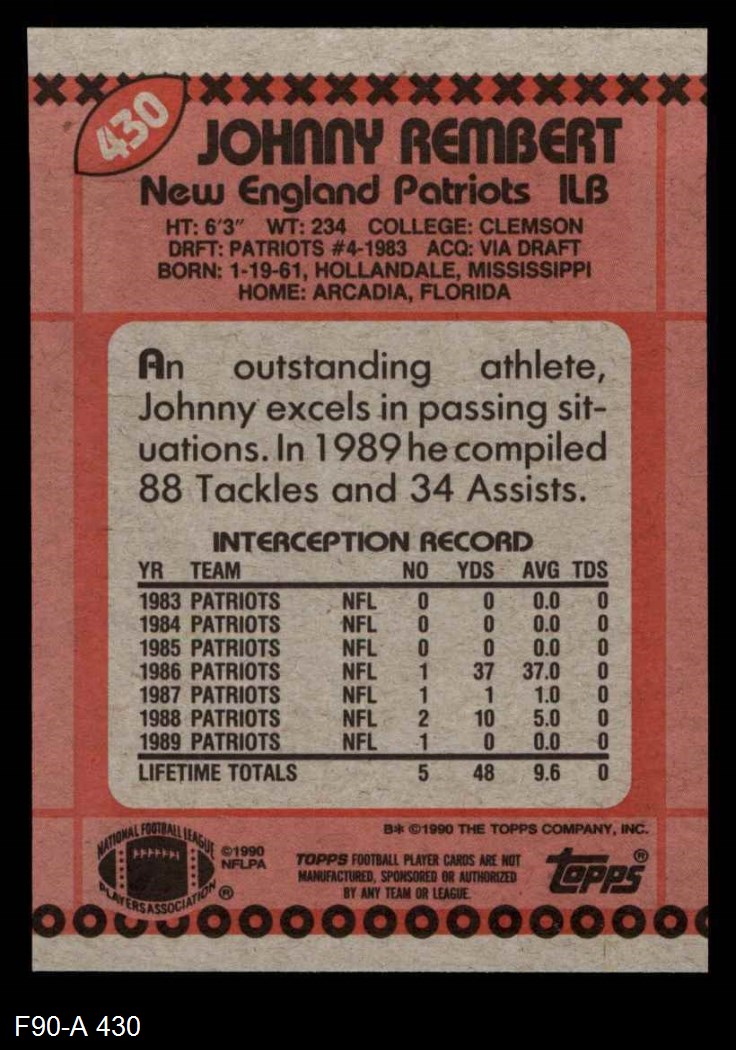 430
JOHNNY REMBERT
New England Patriots ILB
HT: 6'3" WT: 234 COLLEGE: CLEMSON
DRFT: PATRIOTS #4-1983 ACQ: VIA DRAFT
BORN: 1-19-61, HOLLANDALE, MISSISSIPPI
HOME: ARCADIA, FLORIDA
An outstanding athlete,
Johnny excels in passing sit-
uations. In 1989 he compiled
88 Tackles and 34 Assists.
INTERCEPTION RECORD
YR TEAM NO YDS AVG TDS
1983 PATRIOTS NFL 0 0 0.0 0
1984 PATRIOTS NFL 0 0 0.0 0
1985 PATRIOTS NFL 0 0 0.0 0
1986 PATRIOTS NFL 1 37 37.0 0
1987 PATRIOTS NFL 1 1 1.0 0
1988 PATRIOTS NFL 2 10 5.0 0
1989 PATRIOTS NFL 1 0 0.0 0
LIFETIME TOTALS 5 48 9.6 0
B* ©1990 THE TOPPS COMPANY, INC.
NATIONAL FOOTBALL LEAGUE
PLAYERS ASSOCIATION ®
©1990
NFLPA
TOPPS FOOTBALL PLAYER CARDS ARE NOT
MANUFACTURED, SPONSORED OR AUTHORIZED
BY ANY TEAM OR LEAGUE.
topps®
F90-A 430